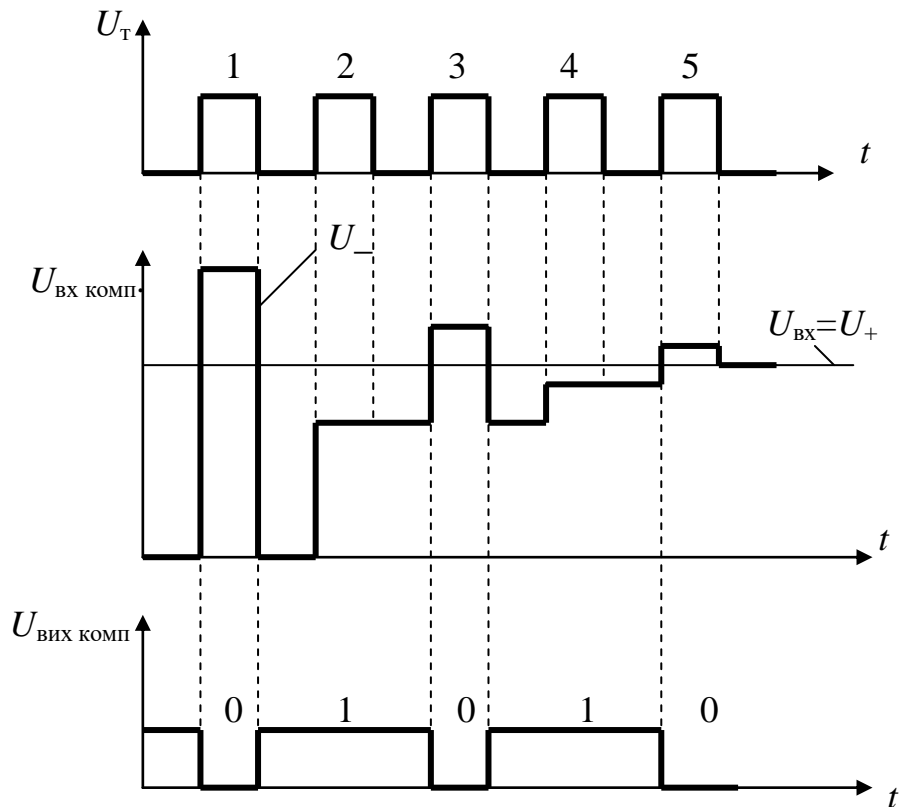 Uт
1 2 3 4 5
t
U_
Uвх комп.
Uвх=U+
t
Uвих комп
0 1 0 1 0
t